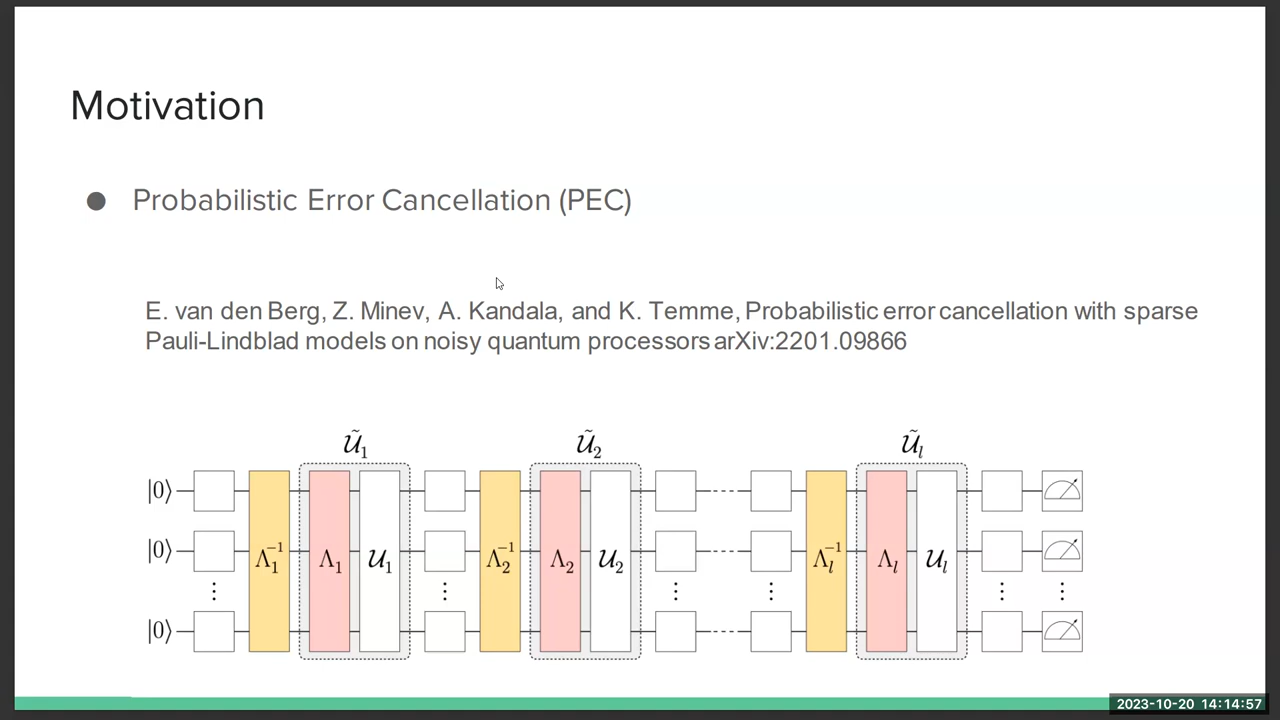 Motivation
● Probabilistic Error Cancellation (PEC)
E. van den Berg, Z. Minev, A. Kandala, and K. Temme, Probabilistic error cancellation with sparse
Pauli-Lindblad models on noisy quantum processors arXiv:2201.09866
𝒰̃₁ 𝒰̃₂ 𝒰̃ₗ
|0⟩
|0⟩ Λ₁⁻¹ Λ₁ 𝒰₁ Λ₂⁻¹ Λ₂ 𝒰₂ Λₗ⁻¹ Λₗ 𝒰ₗ
|0⟩
2023-10-20 14:14:57